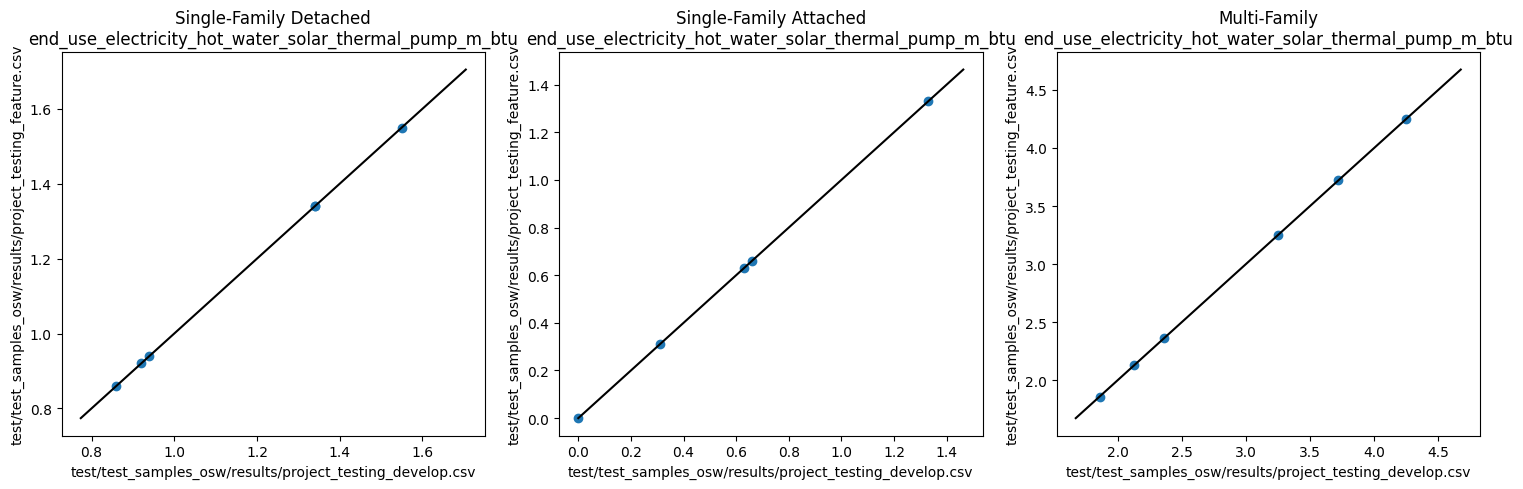 Single-Family Detached
end_use_electricity_hot_water_solar_thermal_pump_m_btu
test/test_samples_osw/results/project_testing_feature.csv
1.6
1.4
1.2
1.0
0.8
0.8 1.0 1.2 1.4 1.6
test/test_samples_osw/results/project_testing_develop.csv
Single-Family Attached
end_use_electricity_hot_water_solar_thermal_pump_m_btu
test/test_samples_osw/results/project_testing_feature.csv
1.4
1.2
1.0
0.8
0.6
0.4
0.2
0.0
0.0 0.2 0.4 0.6 0.8 1.0 1.2 1.4
test/test_samples_osw/results/project_testing_develop.csv
Multi-Family
end_use_electricity_hot_water_solar_thermal_pump_m_btu
test/test_samples_osw/results/project_testing_feature.csv
4.5
4.0
3.5
3.0
2.5
2.0
2.0 2.5 3.0 3.5 4.0 4.5
test/test_samples_osw/results/project_testing_develop.csv